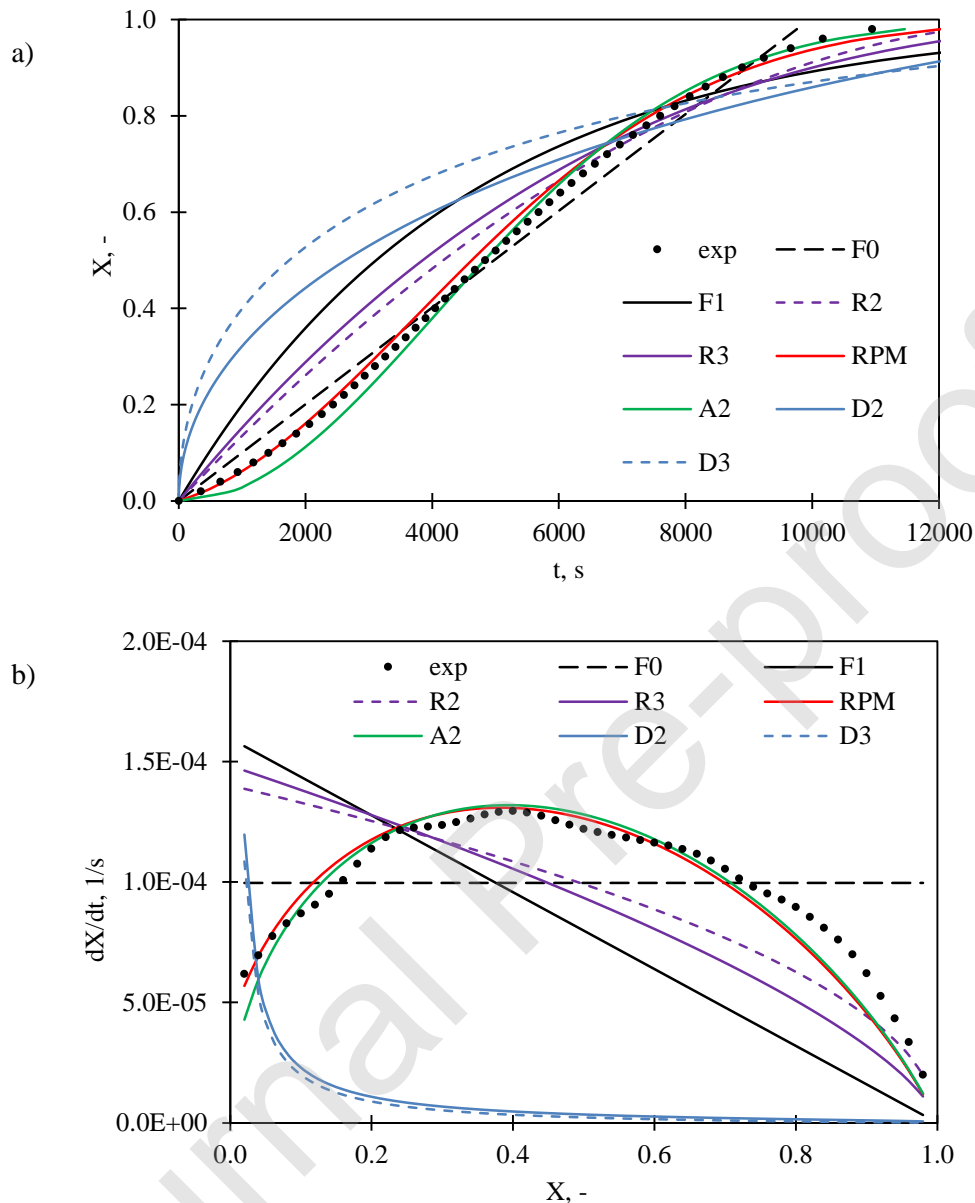 a)
1.0
0.8
0.6
0.4
0.2
0.0
X, -
exp F0
F1 R2
R3 RPM
A2 D2
D3
0 2000 4000 6000 8000 10000 12000
t, s
b)
2.0E-04
1.5E-04
1.0E-04
5.0E-05
0.0E+00
dX/dt, 1/s
exp F0 F1
R2 R3 RPM
A2 D2 D3
0.0 0.2 0.4 0.6 0.8 1.0
X, -
rnal Pre-proo